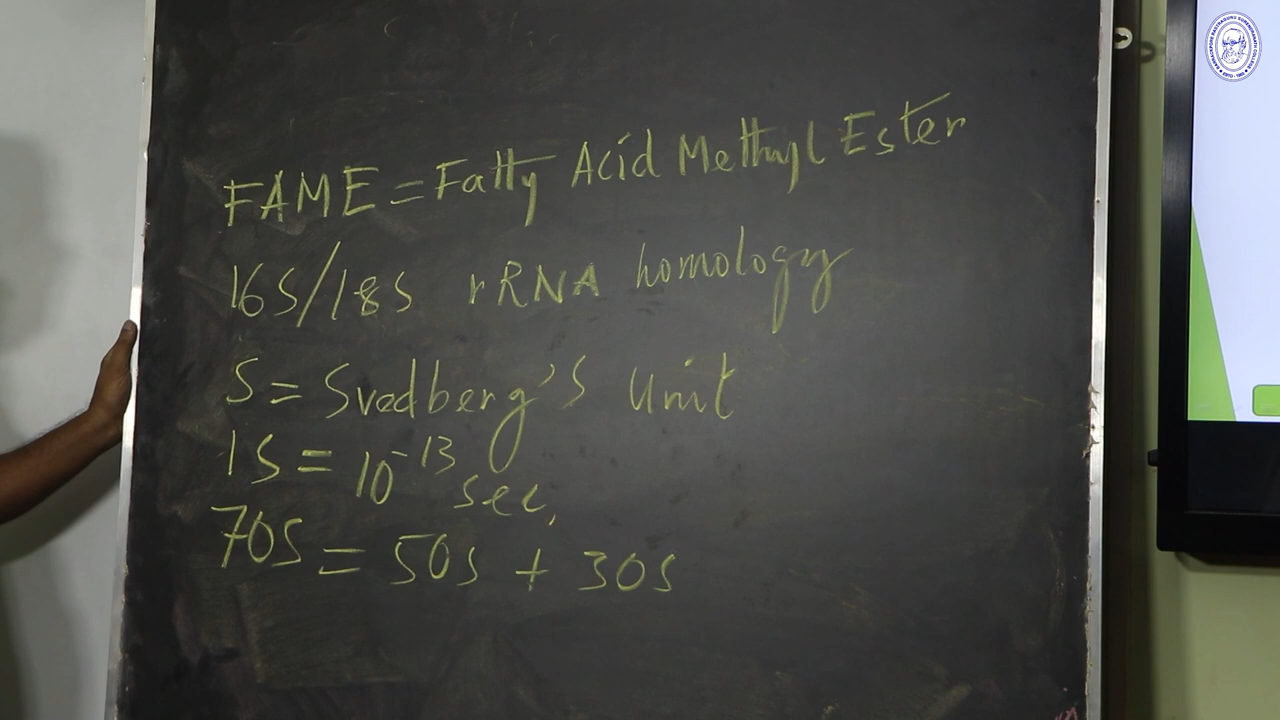 FAME = Fatty Acid Methyl Ester
16S/18S rRNA homology
S = Svedberg's Unit
1S = 10⁻¹³ sec,
70S = 50S + 30S